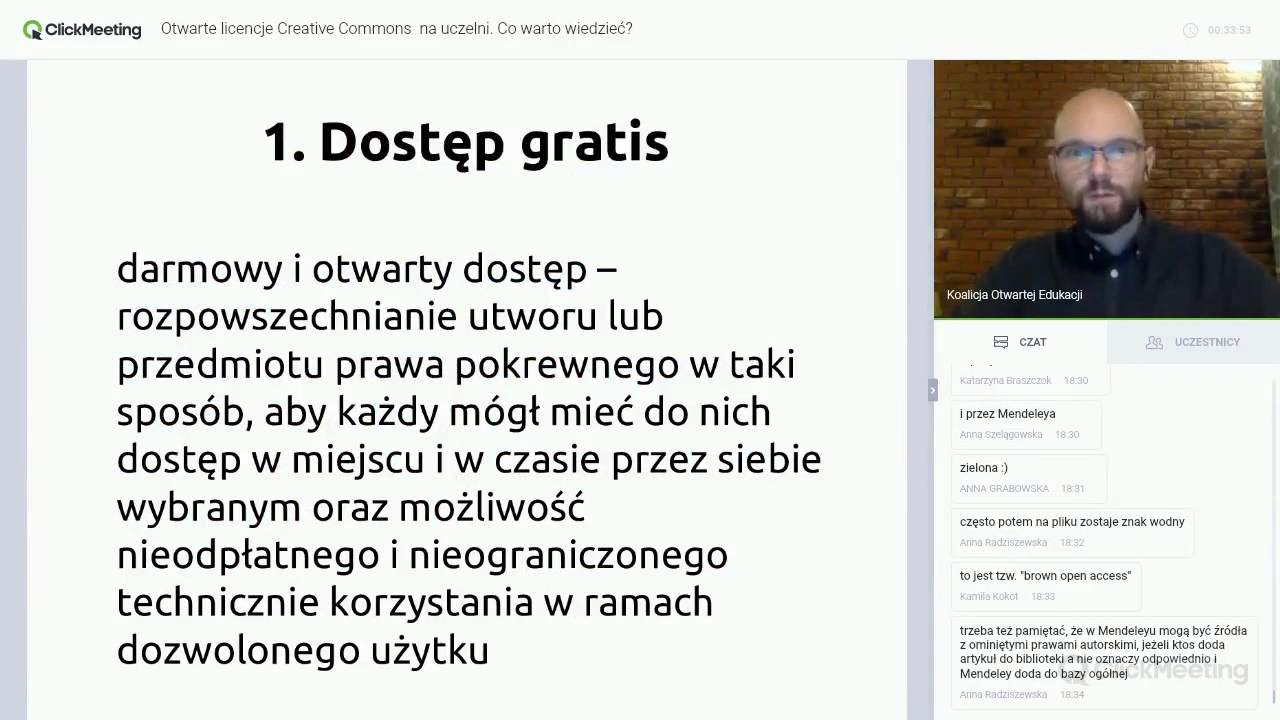 ClickMeeting
Otwarte licencje Creative Commons na uczelni. Co warto wiedzieć?
00:33:53
1. Dostęp gratis
darmowy i otwarty dostęp –
rozpowszechnianie utworu lub
przedmiotu prawa pokrewnego w taki
sposób, aby każdy mógł mieć do nich
dostęp w miejscu i w czasie przez siebie
wybranym oraz możliwość
nieodpłatnego i nieograniczonego
technicznie korzystania w ramach
dozwolonego użytku
Koalicja Otwartej Edukacji
CZAT
UCZESTNICY
Katarzyna Braszczok 18:30
i przez Mendeleya
Anna Szelągowska 18:30
zielona :)
ANNA GRABOWSKA 18:31
często potem na pliku zostaje znak wodny
Anna Radziszewska 18:32
to jest tzw. "brown open access"
Kamila Kokot 18:33
trzeba też pamiętać, że w Mendeleyu mogą być źródła
z ominiętymi prawami autorskimi, jeżeli ktos doda
artykuł do biblioteki a nie oznaczy odpowiednio i
Mendeley doda do bazy ogólnej
Anna Radziszewska 18:34
ClickMeeting